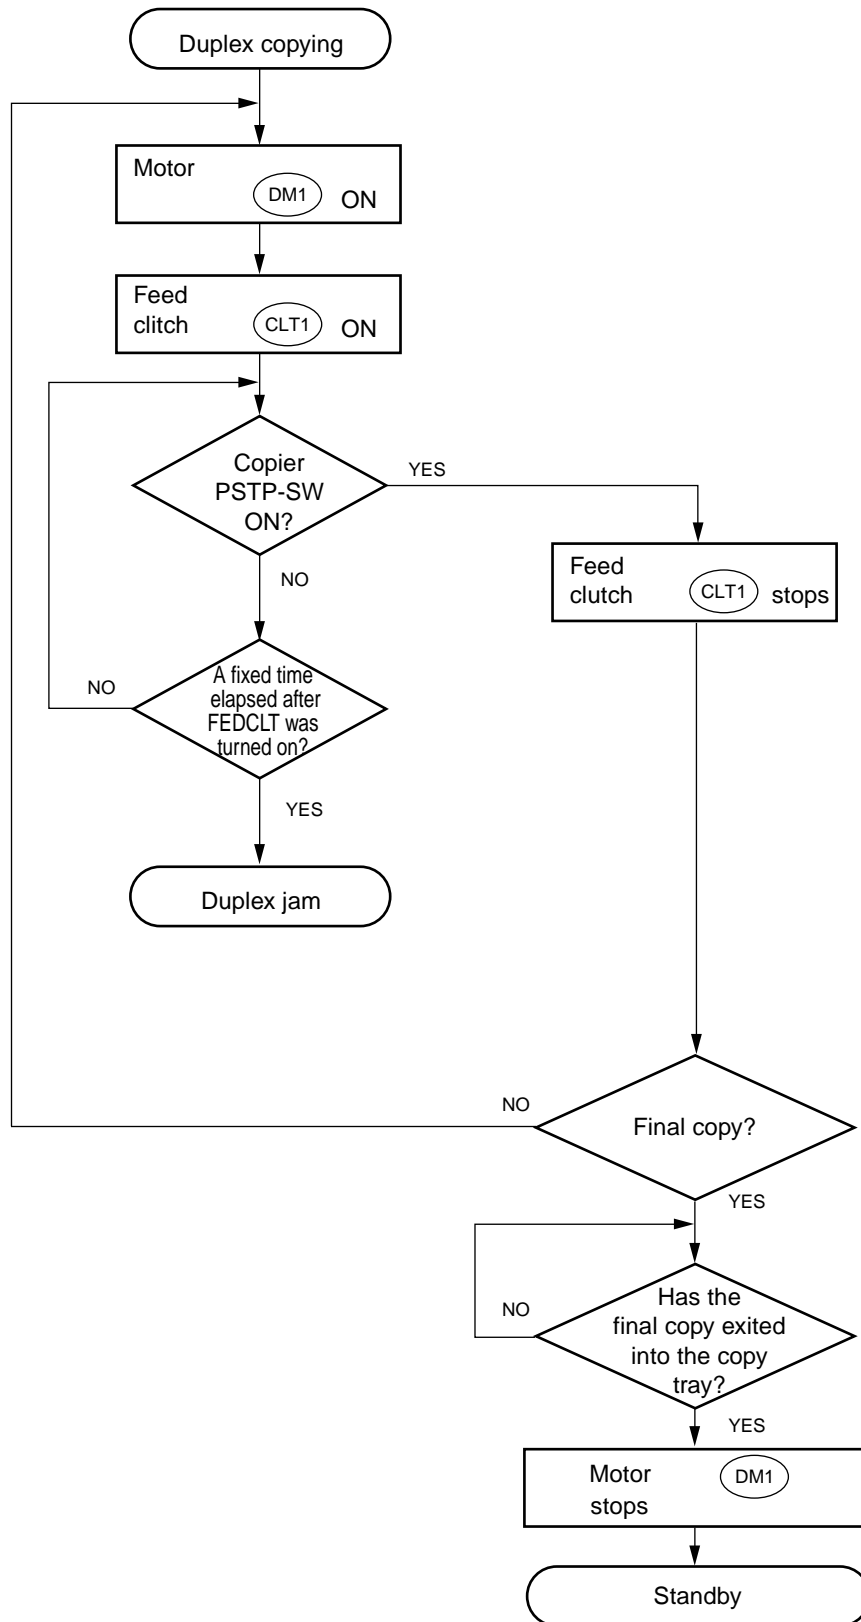 Duplex copying
Motor
DM1 ON
Feed
clitch CLT1 ON
Copier
PSTP-SW
ON?
YES
NO
Feed
clutch CLT1 stops
A fixed time
elapsed after
FEDCLT was
turned on?
NO
YES
Duplex jam
Final copy?
NO
YES
Has the
final copy exited
into the copy
tray?
NO
YES
Motor DM1
stops
Standby